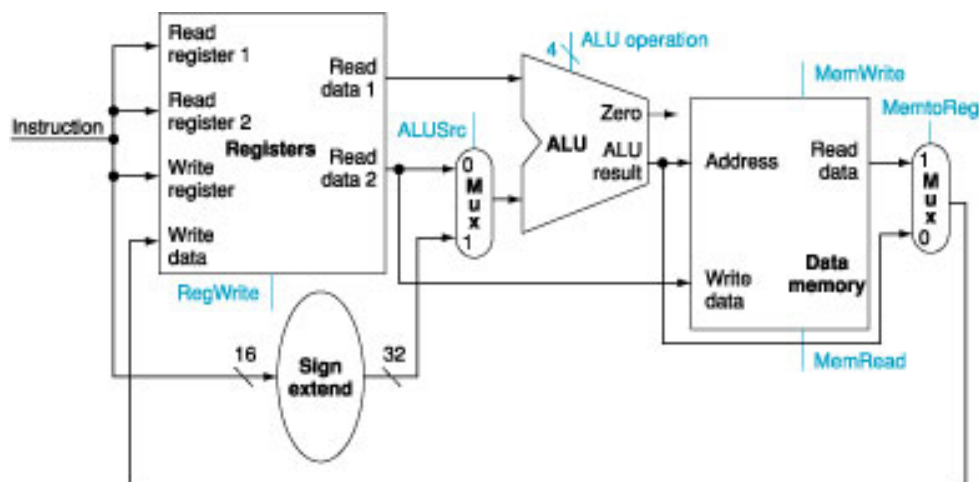 Instruction
Read
register 1
Read
register 2
Write
register
Write
data
Registers
Read
data 1
Read
data 2
RegWrite
16
Sign
extend
32
ALUSrc
0
M
u
x
1
4
ALU operation
Zero
ALU
ALU
result
MemWrite
Address
Read
data
Write
data
Data
memory
MemRead
MemtoReg
1
M
u
x
0